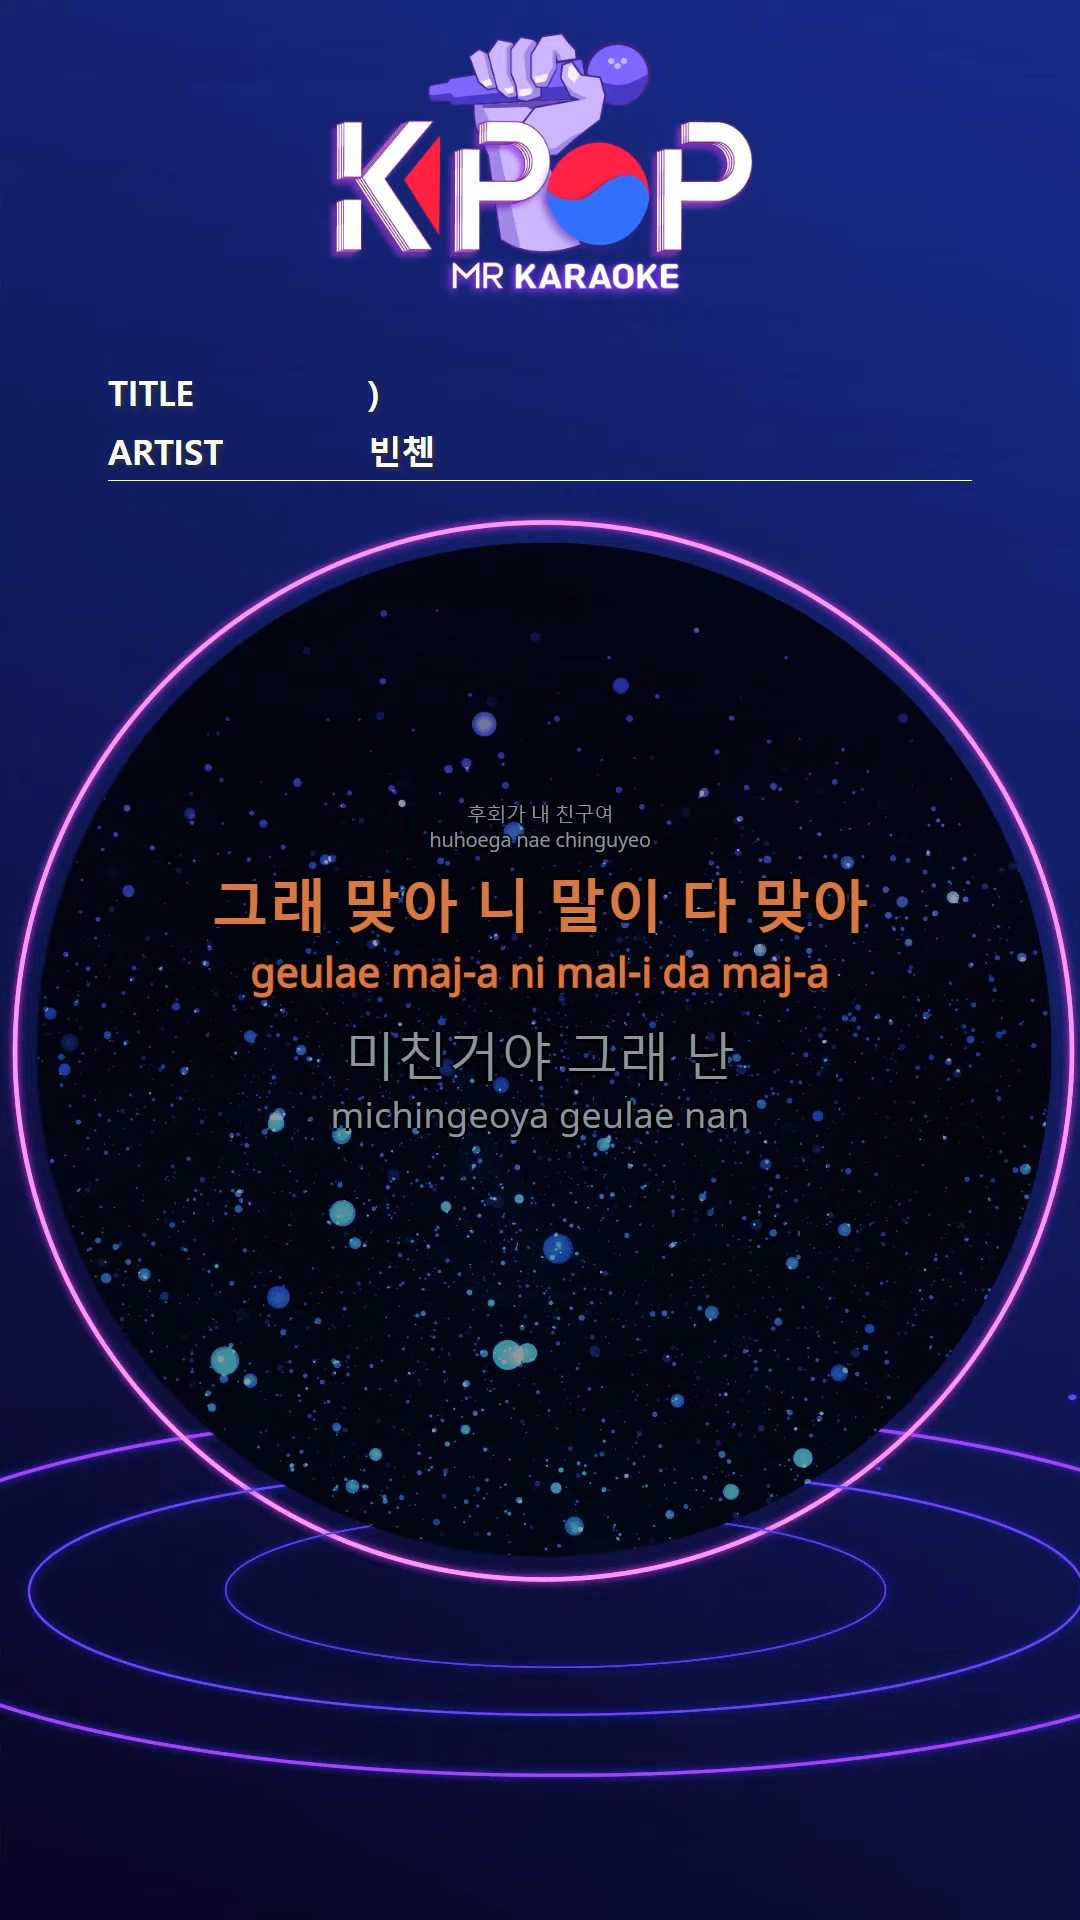 KPOP
MR KARAOKE
TITLE )
ARTIST 빈첸
후회가 내 친구여
huhoega nae chinguyeo
그래 맞아 니 말이 다 맞아
geulae maj-a ni mal-i da maj-a
미친거야 그래 난
michingeoya geulae nan